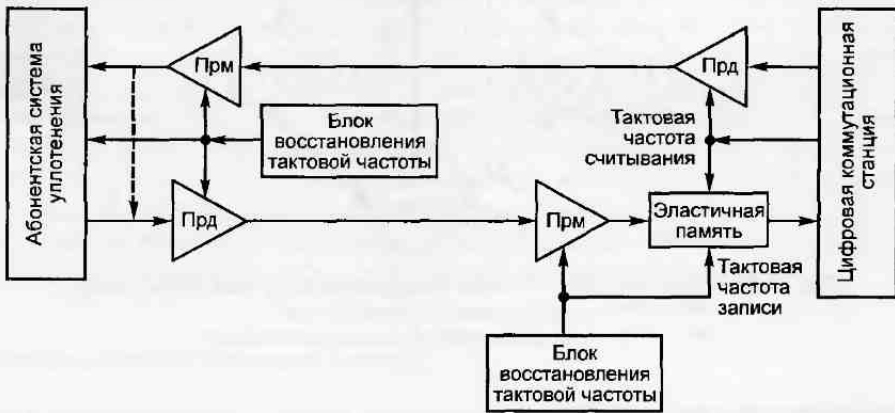 Абонентская система
уплотенения
Прм
Блок
восстановления
тактовой частоты
Прд
Прд
Тактовая
частота
считывания
Прм
Эластичная
память
Тактовая
частота
записи
Блок
восстановления
тактовой частоты
Цифровая коммутационная
станция